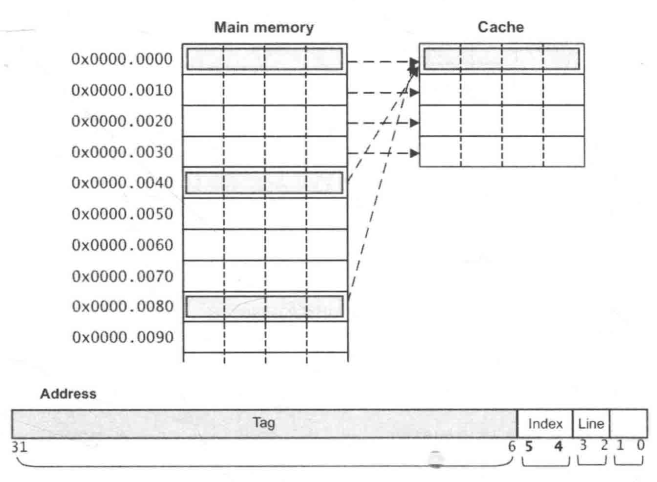 Main memory Cache
0x0000.0000
0x0000.0010
0x0000.0020
0x0000.0030
0x0000.0040
0x0000.0050
0x0000.0060
0x0000.0070
0x0000.0080
0x0000.0090
Address
Tag Index Line
31 6 5 4 3 2 1 0